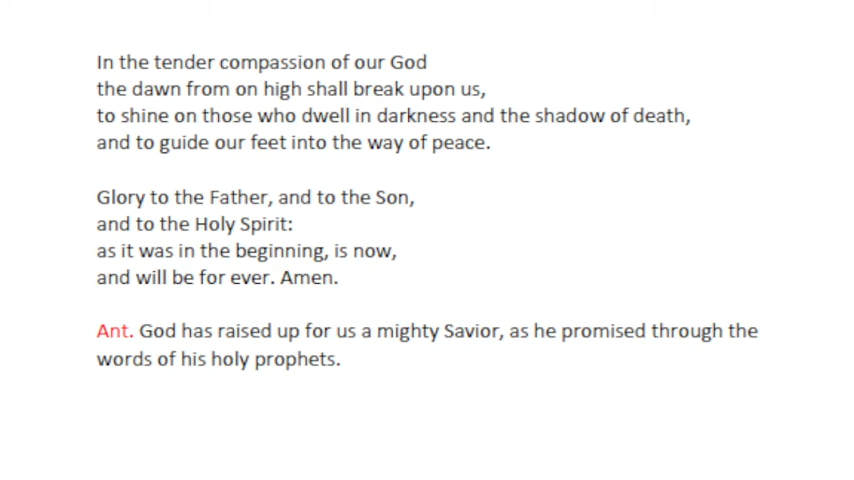 In the tender compassion of our God
the dawn from on high shall break upon us,
to shine on those who dwell in darkness and the shadow of death,
and to guide our feet into the way of peace.
Glory to the Father, and to the Son,
and to the Holy Spirit:
as it was in the beginning, is now,
and will be for ever. Amen.
Ant. God has raised up for us a mighty Savior, as he promised through the
words of his holy prophets.